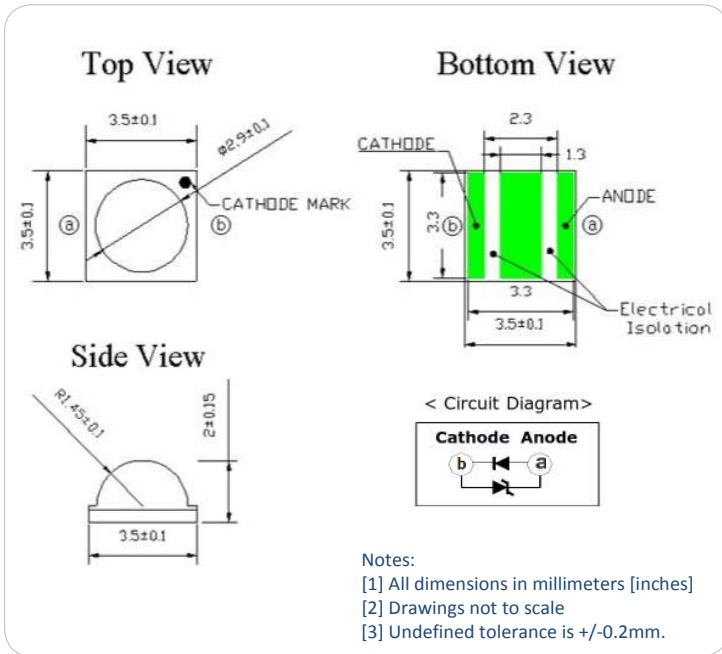 Top View
3.5±0.1
ø2.9±0.1
CATHODE MARK
3.5±0.1
a
b
Bottom View
2.3
CATHODE
1.3
ANODE
3.5±0.1
3.3
b
a
3.3
3.5±0.1
Electrical
Isolation
Side View
R1.45±0.1
2±0.15
3.5±0.1
< Circuit Diagram>
Cathode Anode
b a
Notes:
[1] All dimensions in millimeters [inches]
[2] Drawings not to scale
[3] Undefined tolerance is +/-0.2mm.